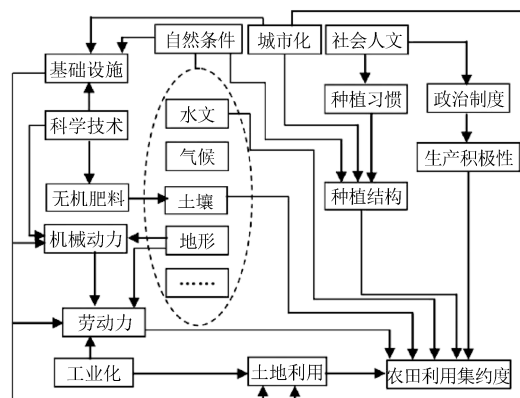 自然条件
城市化
社会人文
基础设施
种植习惯
政治制度
水文
科学技术
气候
生产积极性
无机肥料
土壤
种植结构
机械动力
地形
……
劳动力
工业化
土地利用
农田利用集约度